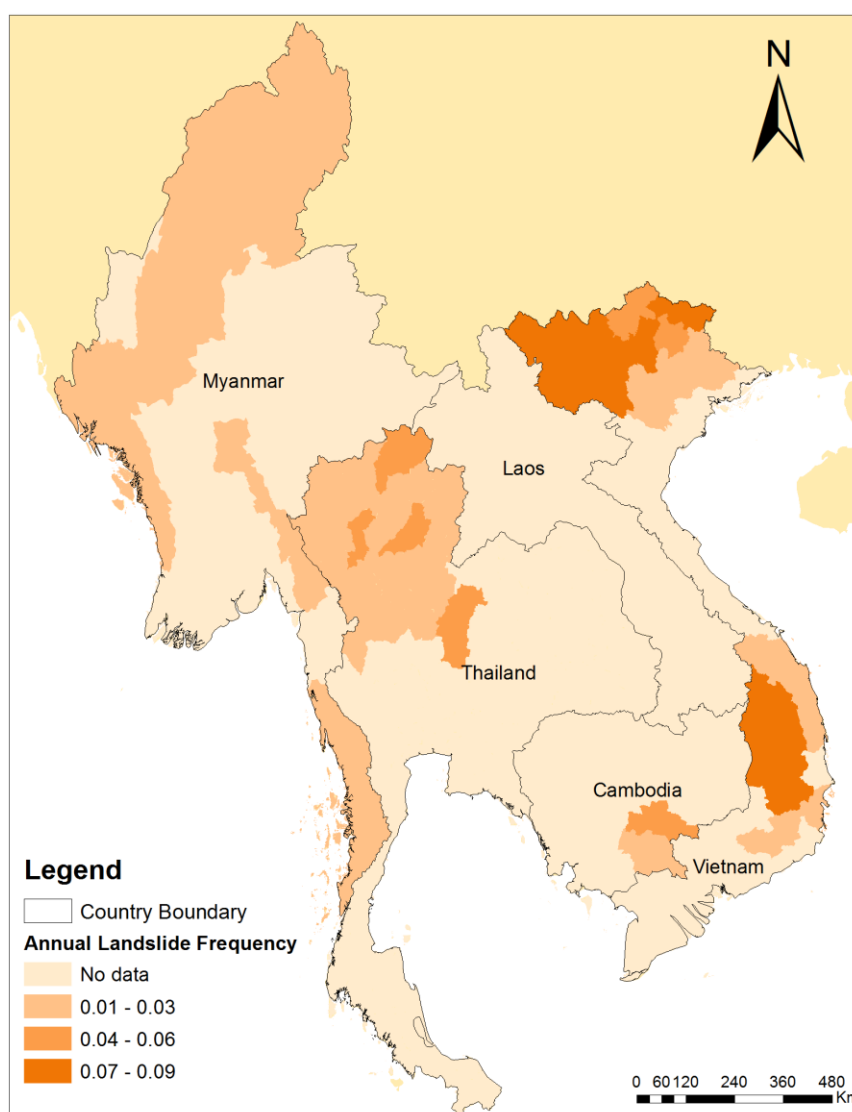 N
Myanmar
Laos
Thailand
Cambodia
Vietnam
Legend
Country Boundary
Annual Landslide Frequency
No data
0.01 - 0.03
0.04 - 0.06
0.07 - 0.09
0 60 120 240 360 480
Km